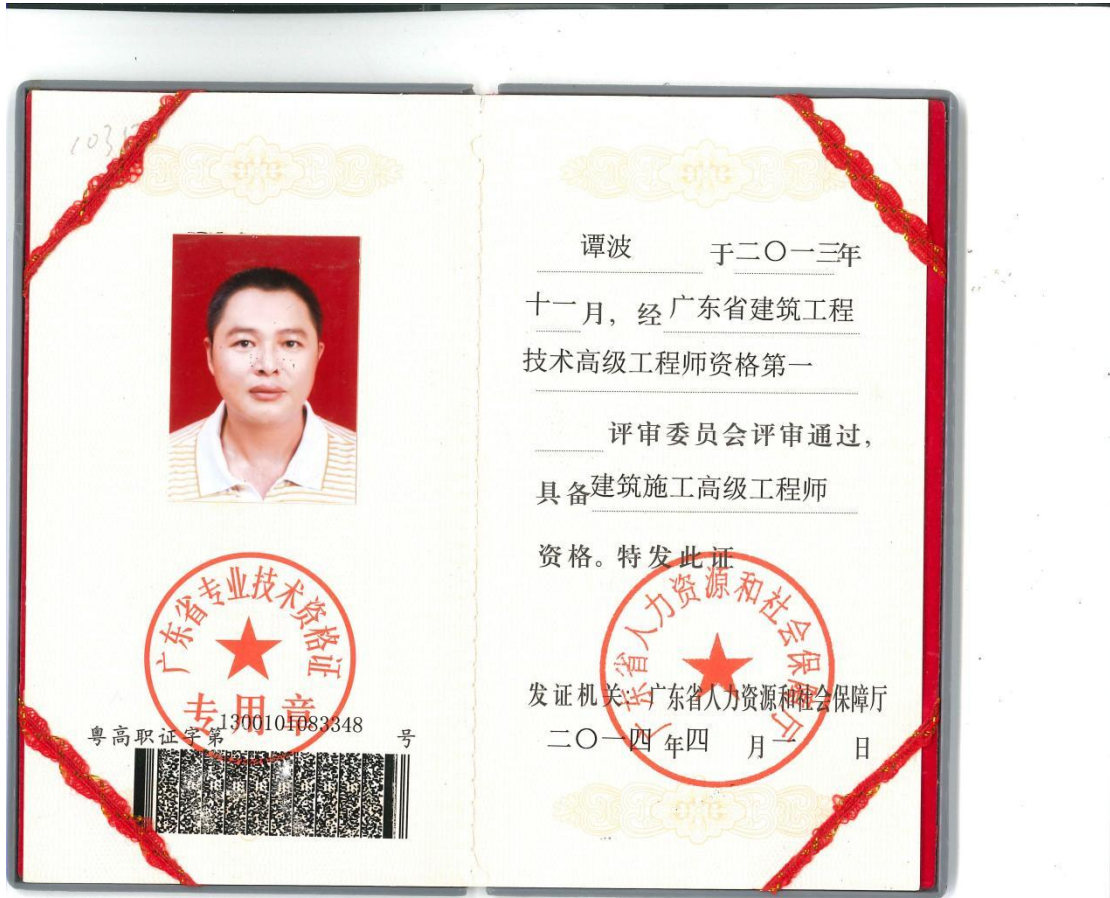 谭波 于二〇一三年
十一月，经广东省建筑工程
技术高级工程师资格第一
评审委员会评审通过，
具备建筑施工高级工程师
资格。特发此证
广东省人力资源和社会保障厅
发证机关：广东省人力资源和社会保障厅
二〇一四年四月一日
广东省专业技术资格证
专用章
粤高职证字第1300101083348号